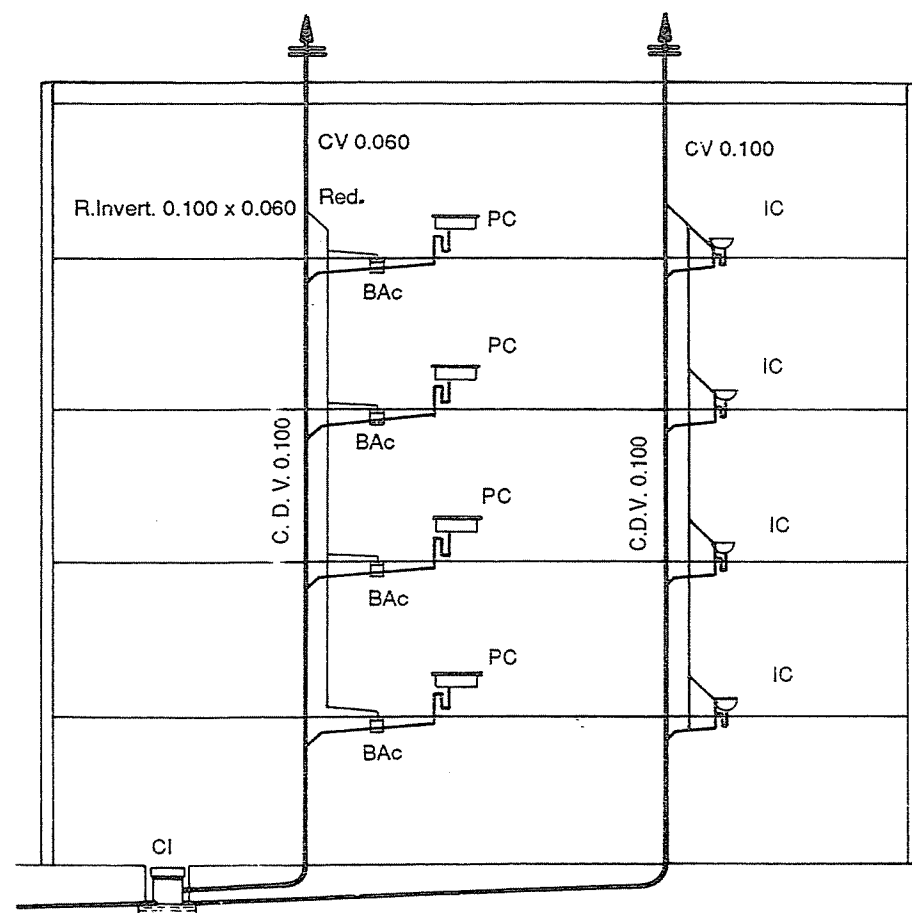 CV 0.060
CV 0.100
R.Invert. 0.100 x 0.060
Red.
PC
IC
BAc
PC
IC
BAc
C. D. V. 0.100
C.D.V. 0.100
PC
IC
BAc
PC
IC
BAc
CI